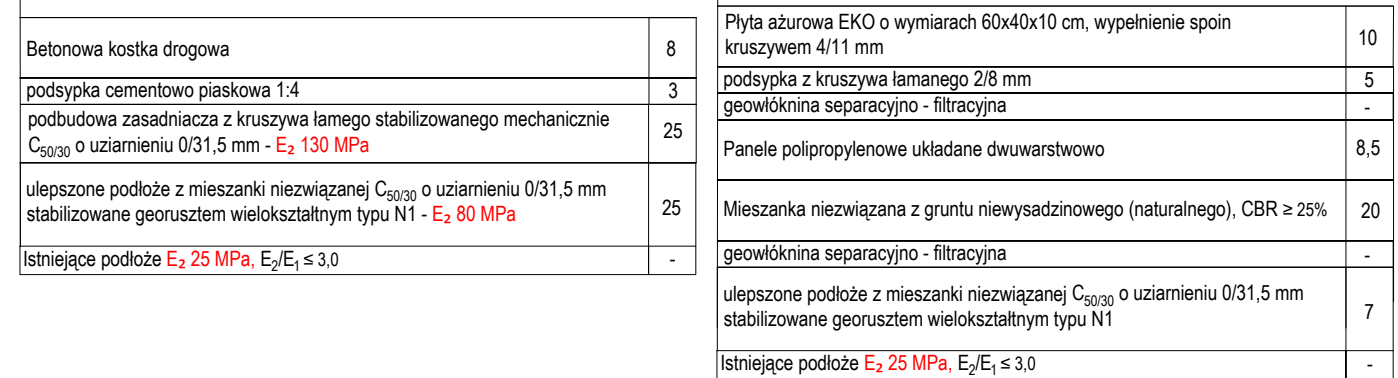 Betonowa kostka drogowa 8
podsypka cementowo piaskowa 1:4 3
podbudowa zasadniacza z kruszywa łamego stabilizowanego mechanicznie
C50/30 o uziarnieniu 0/31,5 mm - E₂ 130 MPa 25
ulepszone podłoże z mieszanki niezwiązanej C50/30 o uziarnieniu 0/31,5 mm
stabilizowane georusztem wielokształtnym typu N1 - E₂ 80 MPa 25
Istniejące podłoże E₂ 25 MPa, E2/E1 ≤ 3,0 -
Płyta ażurowa EKO o wymiarach 60x40x10 cm, wypełnienie spoin
kruszywem 4/11 mm 10
podsypka z kruszywa łamanego 2/8 mm 5
geowłóknina separacyjno - filtracyjna -
Panele polipropylenowe układane dwuwarstwowo 8,5
Mieszanka niezwiązana z gruntu niewysadzinowego (naturalnego), CBR ≥ 25% 20
geowłóknina separacyjno - filtracyjna -
ulepszone podłoże z mieszanki niezwiązanej C50/30 o uziarnieniu 0/31,5 mm
stabilizowane georusztem wielokształtnym typu N1 7
Istniejące podłoże E₂ 25 MPa, E2/E1 ≤ 3,0 -